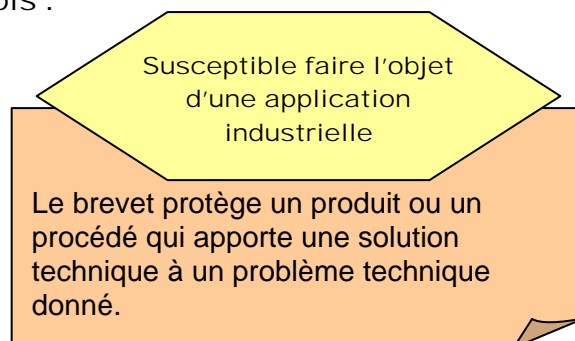 Susceptible faire l'objet
d'une application
industrielle
Le brevet protège un produit ou un
procédé qui apporte une solution
technique à un problème technique
donné.